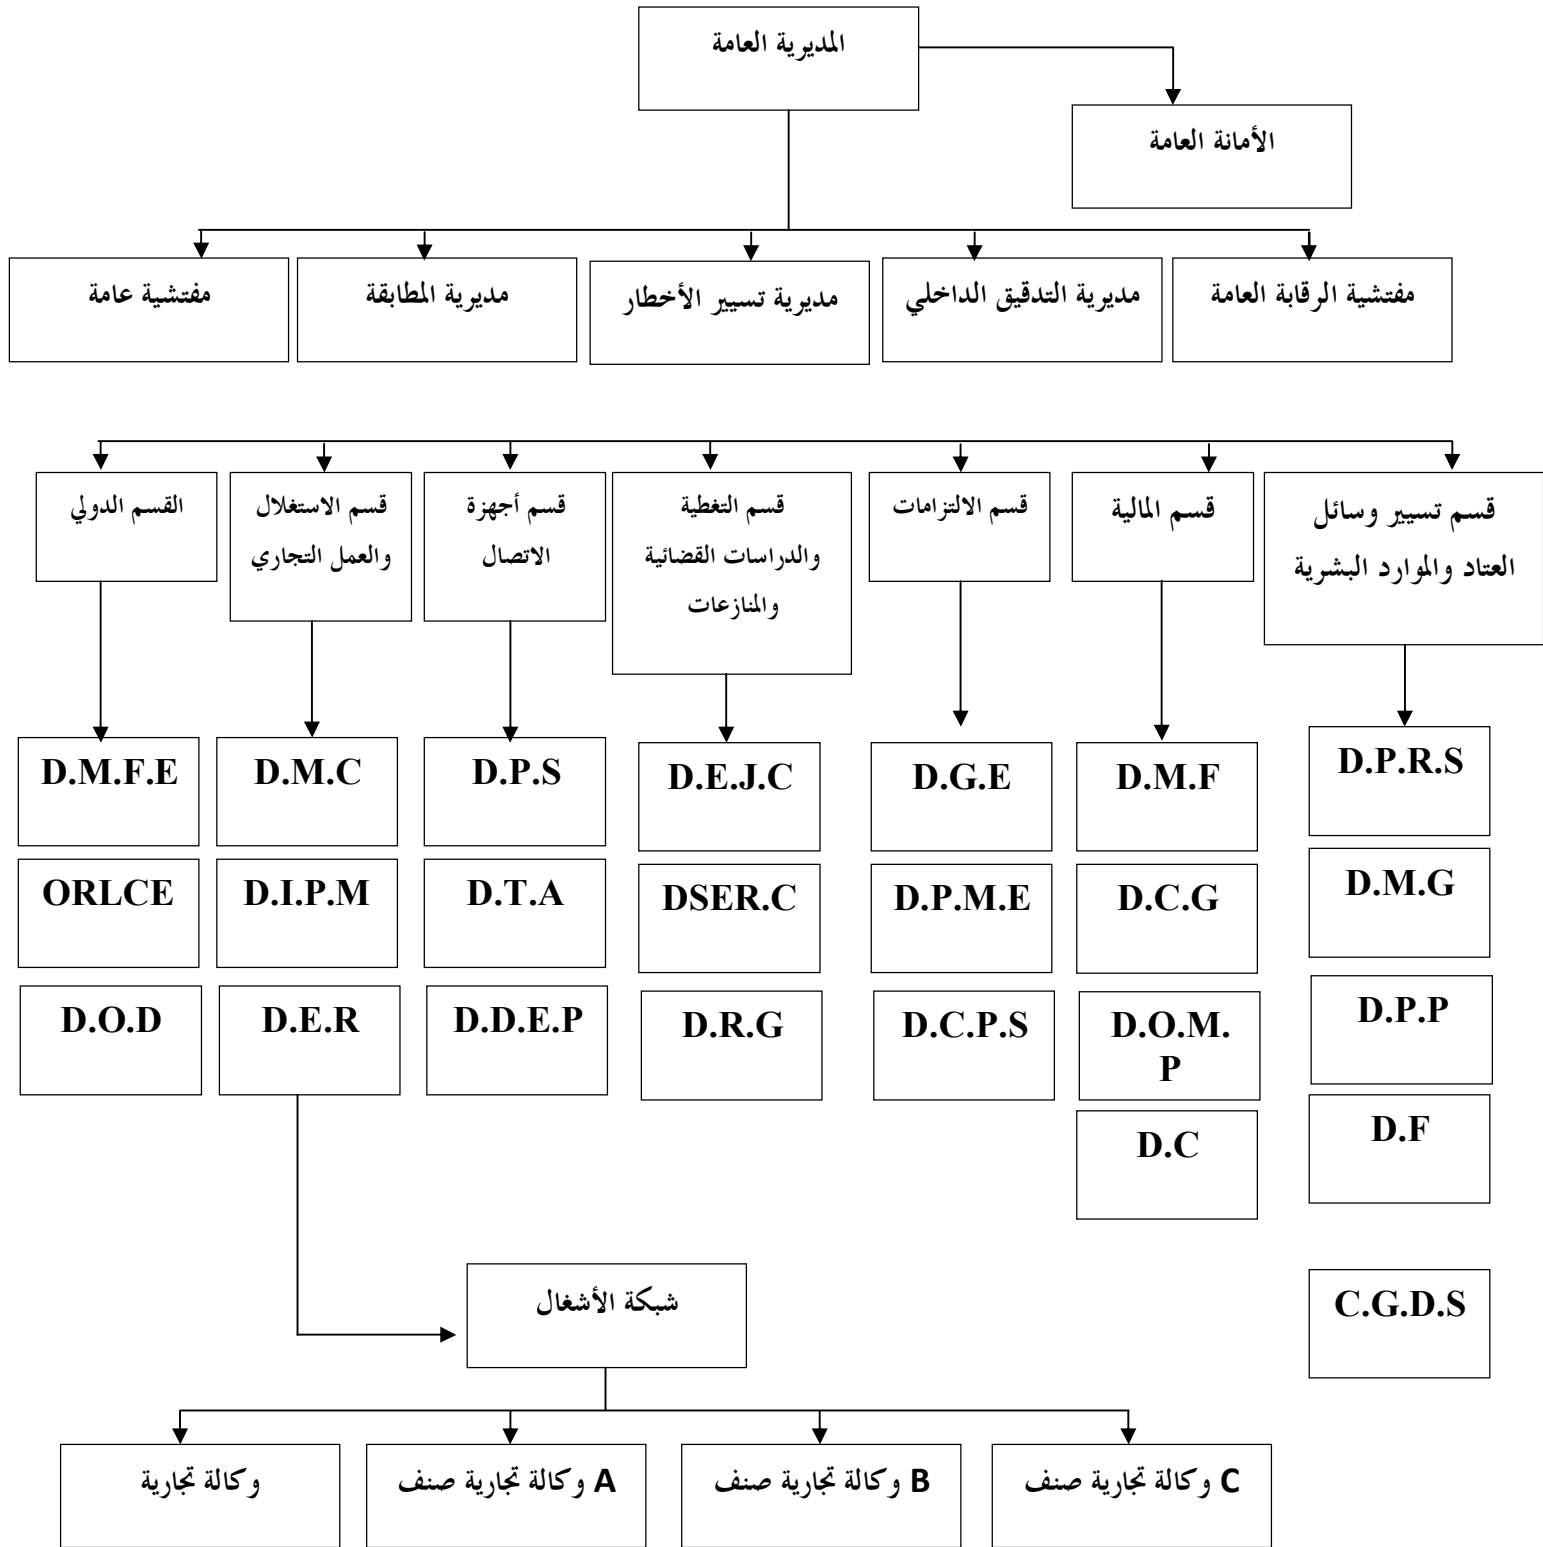 المديرية العامة
الأمانة العامة
مفتشية الرقابة العامة
مديرية التدقيق الداخلي
مديرية تسيير الأخطار
مديرية المطابقة
مفتشية عامة
قسم تسيير وسائل
العتاد والموارد البشرية
قسم المالية
قسم الالتزامات
قسم التغطية
والدراسات القضائية
والمنازعات
قسم أجهزة
الاتصال
قسم الاستغلال
والعمل التجاري
القسم الدولي
D.P.R.S
D.M.F
D.G.E
D.E.J.C
D.P.S
D.M.C
D.M.F.E
D.M.G
D.C.G
D.P.M.E
DSER.C
D.T.A
D.I.P.M
ORLCE
D.P.P
D.O.M.
P
D.C.P.S
D.R.G
D.D.E.P
D.E.R
D.O.D
D.F
D.C
C.G.D.S
شبكة الأشغال
وكالة تجارية صنف C
وكالة تجارية صنف B
وكالة تجارية صنف A
وكالة تجارية